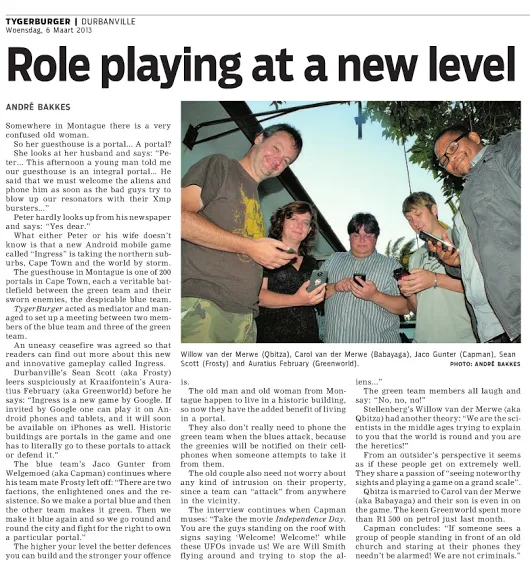 TYGERBURGER | DURBANVILLE
Woensdag, 6 Maart 2013
Role playing at a new level
ANDRÉ BAKKES
Somewhere in Montague there is a very
confused old woman.
So her guesthouse is a portal... A portal?
She looks at her husband and says: “Pe-
ter... This afternoon a young man told me
our guesthouse is an integral portal... He
said that we must welcome the aliens and
phone him as soon as the bad guys try to
blow up our resonators with their Xmp
bursters...”
Peter hardly looks up from his newspaper
and says: “Yes dear.”
What either Peter or his wife doesn’t
know is that a new Android mobile game
called “Ingress” is taking the northern sub-
urbs, Cape Town and the world by storm.
The guesthouse in Montague is one of 200
portals in Cape Town, each a veritable bat-
tlefield between the green team and their
sworn enemies, the despicable blue team.
TygerBurger acted as mediator and man-
aged to set up a meeting between two mem-
bers of the blue team and three of the green
team.
An uneasy ceasefire was agreed so that
readers can find out more about this new
and innovative gameplay called Ingress.
Durbanville’s Sean Scott (aka Frosty)
leers suspiciously at Kraaifontein’s Aura-
tius February (aka Greenworld) before he
says: “Ingress is a new game by Google. If
invited by Google one can play it on An-
droid phones and tablets, and it will soon
be available on iPhones as well. Historic
buildings are portals in the game and one
has to literally go to these portals to attack
or defend it.”
The blue team’s Jaco Gunter from
Welgemoed (aka Capman) continues where
his team mate Frosty left off: “There are two
factions, the enlightened ones and the re-
sistance. So we make a portal blue and then
the other team makes it green. Then we
make it blue again and so we go round and
round the city and fight for the right to own
a particular portal.”
The higher your level the better defences
you can build and the stronger your offence
Willow van der Merwe (Qbitza), Carol van der Merwe (Babayaga), Jaco Gunter (Capman), Sean
Scott (Frosty) and Auratius February (Greenworld).
PHOTO: ANDRÉ BAKKES
is.
The old man and old woman from Mon-
tague happen to live in a historic building,
so now they have the added benefit of living
in a portal.
They also don’t really need to phone the
green team when the blues attack, because
the greenies will be notified on their cell-
phones when someone attempts to take it
from them.
The old couple also need not worry about
any kind of intrusion on their property,
since a team can “attack” from anywhere
in the vicinity.
The interview continues when Capman
muses: “Take the movie Independence Day.
You are the guys standing on the roof with
signs saying ‘Welcome! Welcome!’ while
these UFOs invade us! We are Will Smith
flying around and trying to stop the al-
iens...”
The green team members all laugh and
say: “No, no, no!”
Stellenberg’s Willow van der Merwe (aka
Qbitza) had another theory: “We are the sci-
entists in the middle ages trying to explain
to you that the world is round and you are
the heretics!”
From an outsider’s perspective it seems
as if these people get on extremely well.
They share a passion of “seeing noteworthy
sights and playing a game on a grand scale”.
Qbitza is married to Carol van der Merwe
(aka Babayaga) and their son is even in on
the game. The keen Greenworld spent more
than R1 500 on petrol just last month.
Capman concludes: “If someone sees a
group of people standing in front of an old
church and staring at their phones they
needn’t be alarmed! We are not criminals.”